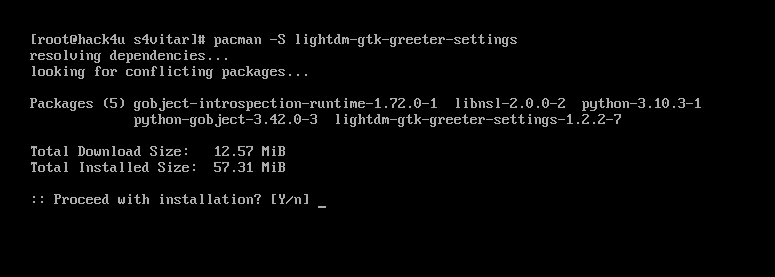 [root@hack4u s4vitar]# pacman -S lightdm-gtk-greeter-settings
resolving dependencies...
looking for conflicting packages...
Packages (5) gobject-introspection-runtime-1.72.0-1  libnsl-2.0.0-2  python-3.10.3-1
python-gobject-3.42.0-3  lightdm-gtk-greeter-settings-1.2.2-7
Total Download Size:   12.57 MiB
Total Installed Size:  57.31 MiB
:: Proceed with installation? [Y/n] _